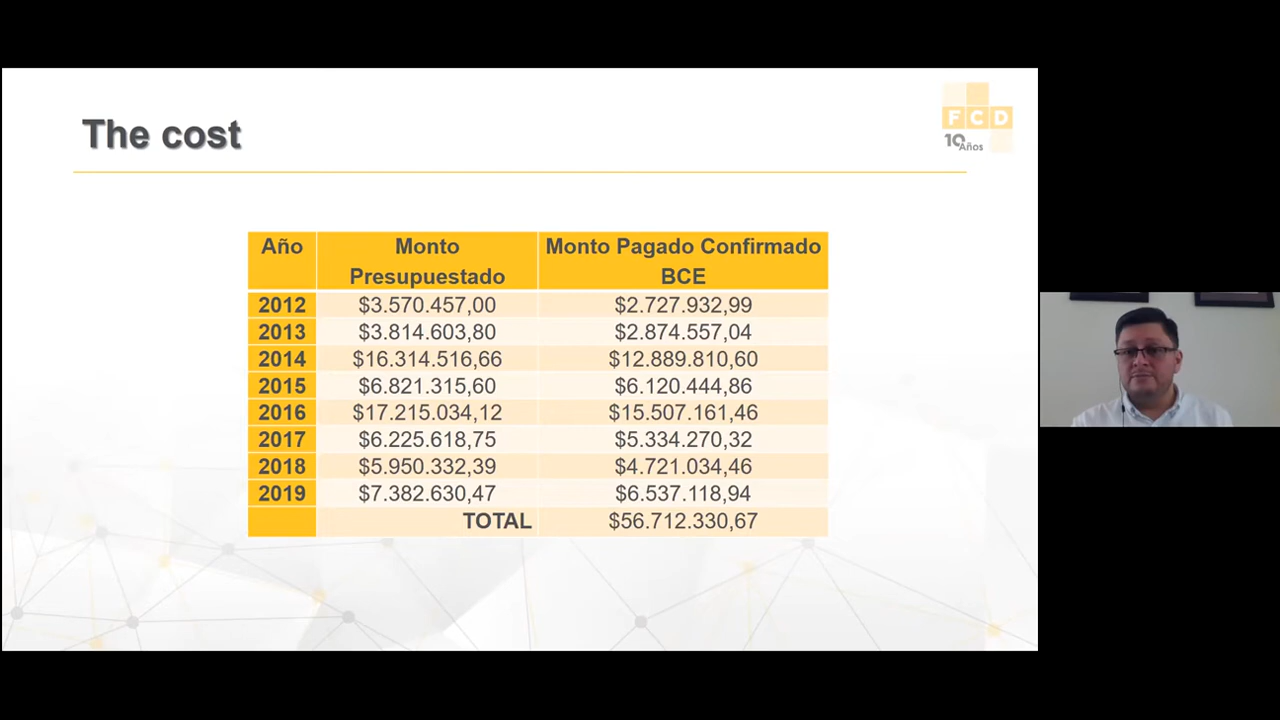 The cost
FCD
10
Años
Año Monto Presupuestado Monto Pagado Confirmado BCE
2012 $3.570.457,00 $2.727.932,99
2013 $3.814.603,80 $2.874.557,04
2014 $16.314.516,66 $12.889.810,60
2015 $6.821.315,60 $6.120.444,86
2016 $17.215.034,12 $15.507.161,46
2017 $6.225.618,75 $5.334.270,32
2018 $5.950.332,39 $4.721.034,46
2019 $7.382.630,47 $6.537.118,94
TOTAL $56.712.330,67